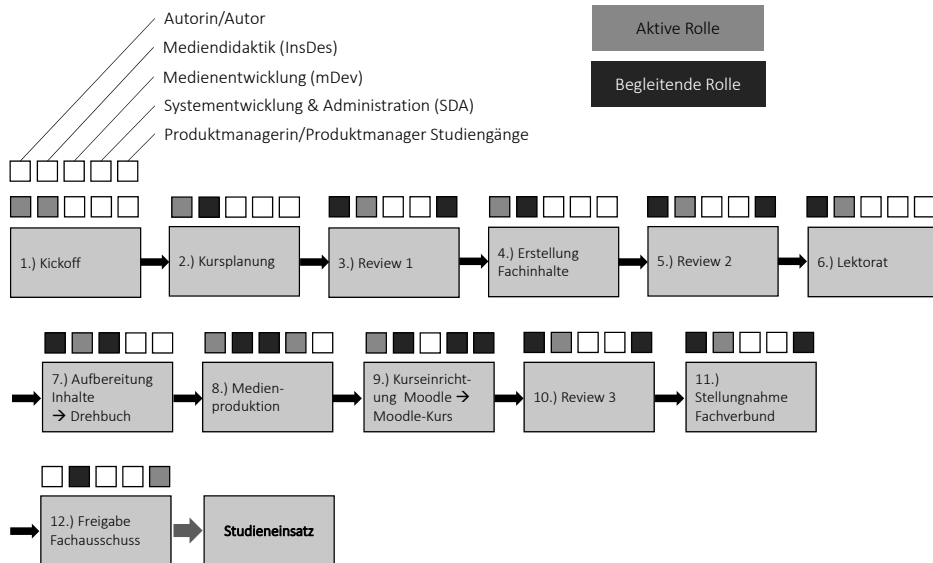 Autorin/Autor
Mediendidaktik (InsDes)
Medienentwicklung (mDev)
Systementwicklung & Administration (SDA)
Produktmanagerin/Produktmanager Studiengänge
Aktive Rolle
Begleitende Rolle
1.) Kickoff
2.) Kursplanung
3.) Review 1
4.) Erstellung
Fachinhalte
5.) Review 2
6.) Lektorat
7.) Aufbereitung
Inhalte
→ Drehbuch
8.) Medien-
produktion
9.) Kurseinricht-
tung Moodle →
Moodle-Kurs
10.) Review 3
11.)
Stellungnahme
Fachverbund
12.) Freigabe
Fachausschuss
Studieneinsatz